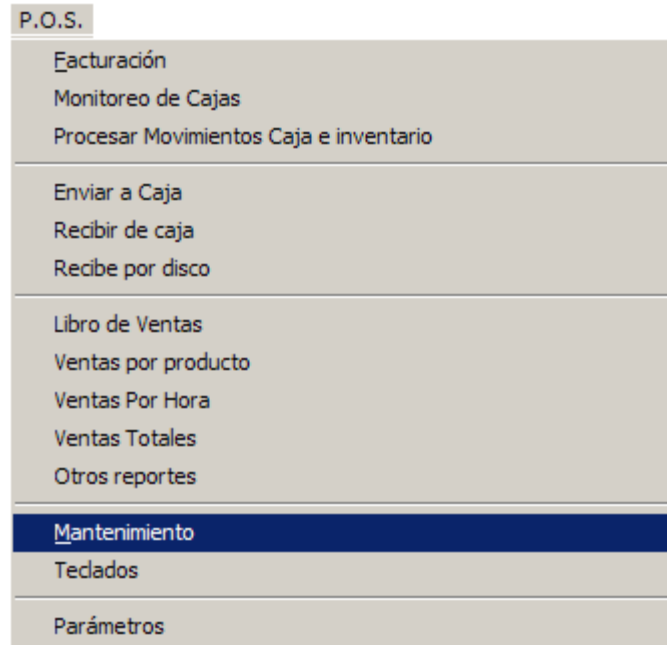 P.O.S.
Facturación
Monitoreo de Cajas
Procesar Movimientos Caja e inventario
Enviar a Caja
Recibir de caja
Recibe por disco
Libro de Ventas
Ventas por producto
Ventas Por Hora
Ventas Totales
Otros reportes
Mantenimiento
Teclados
Parámetros